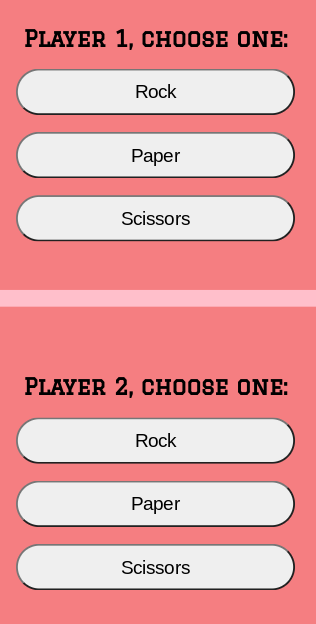 Player 1, choose one:
Rock
Paper
Scissors
Player 2, choose one:
Rock
Paper
Scissors